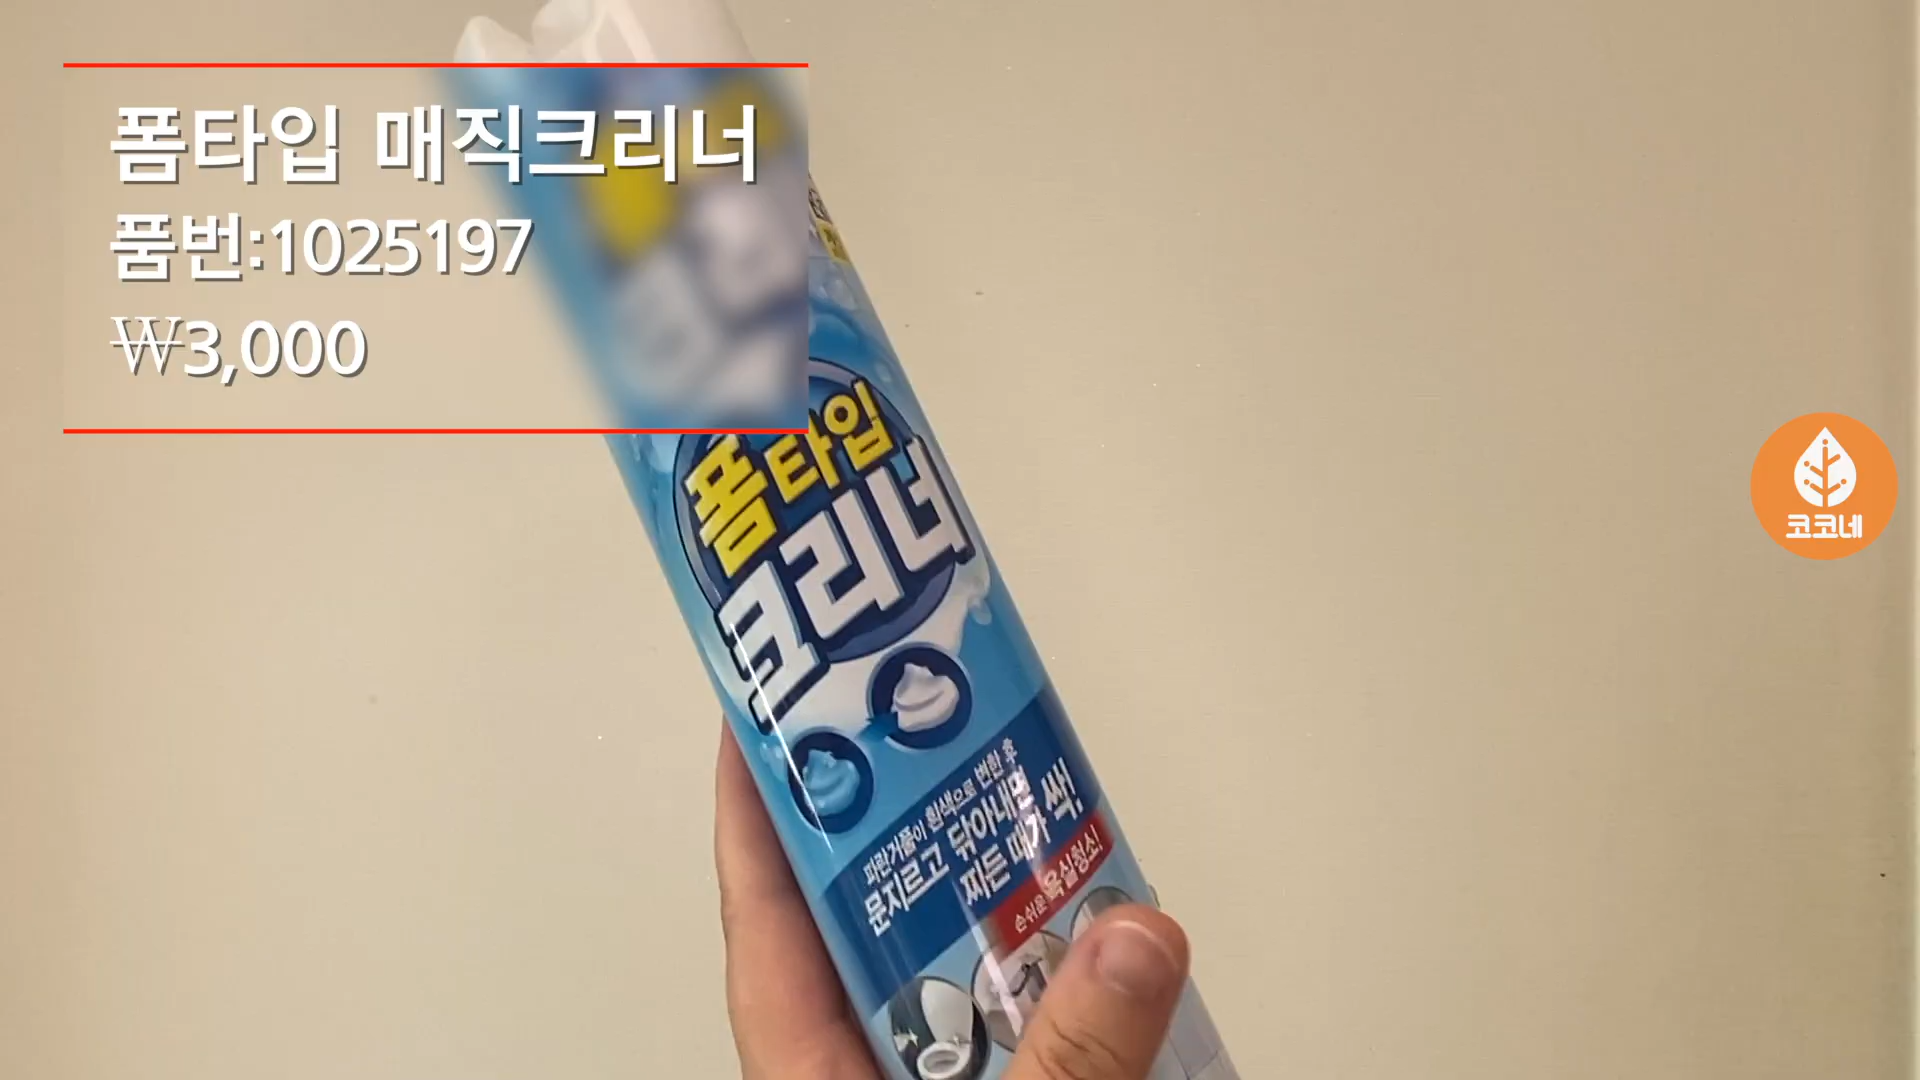 폼타입 매직크리너
품번:1025197
₩3,000
폼타입
크리너
파란거품이 흰색으로 변한 후
문지르고 닦아내면
찌든 때가 싹!
손쉬운 욕실청소!
코코네